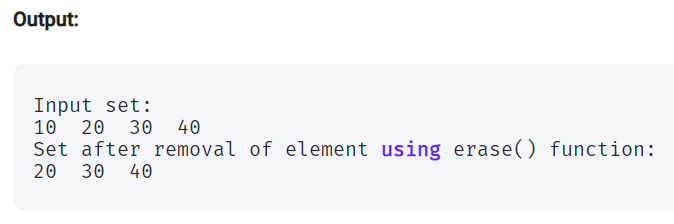 Output:
Input set:
10  20  30  40
Set after removal of element using erase() function:
20  30  40